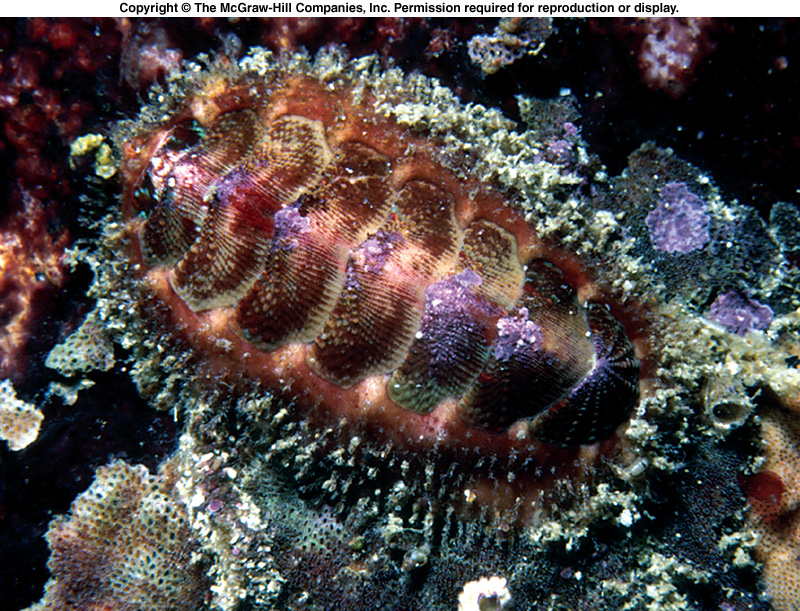 Copyright © The McGraw-Hill Companies, Inc. Permission required for reproduction or display.